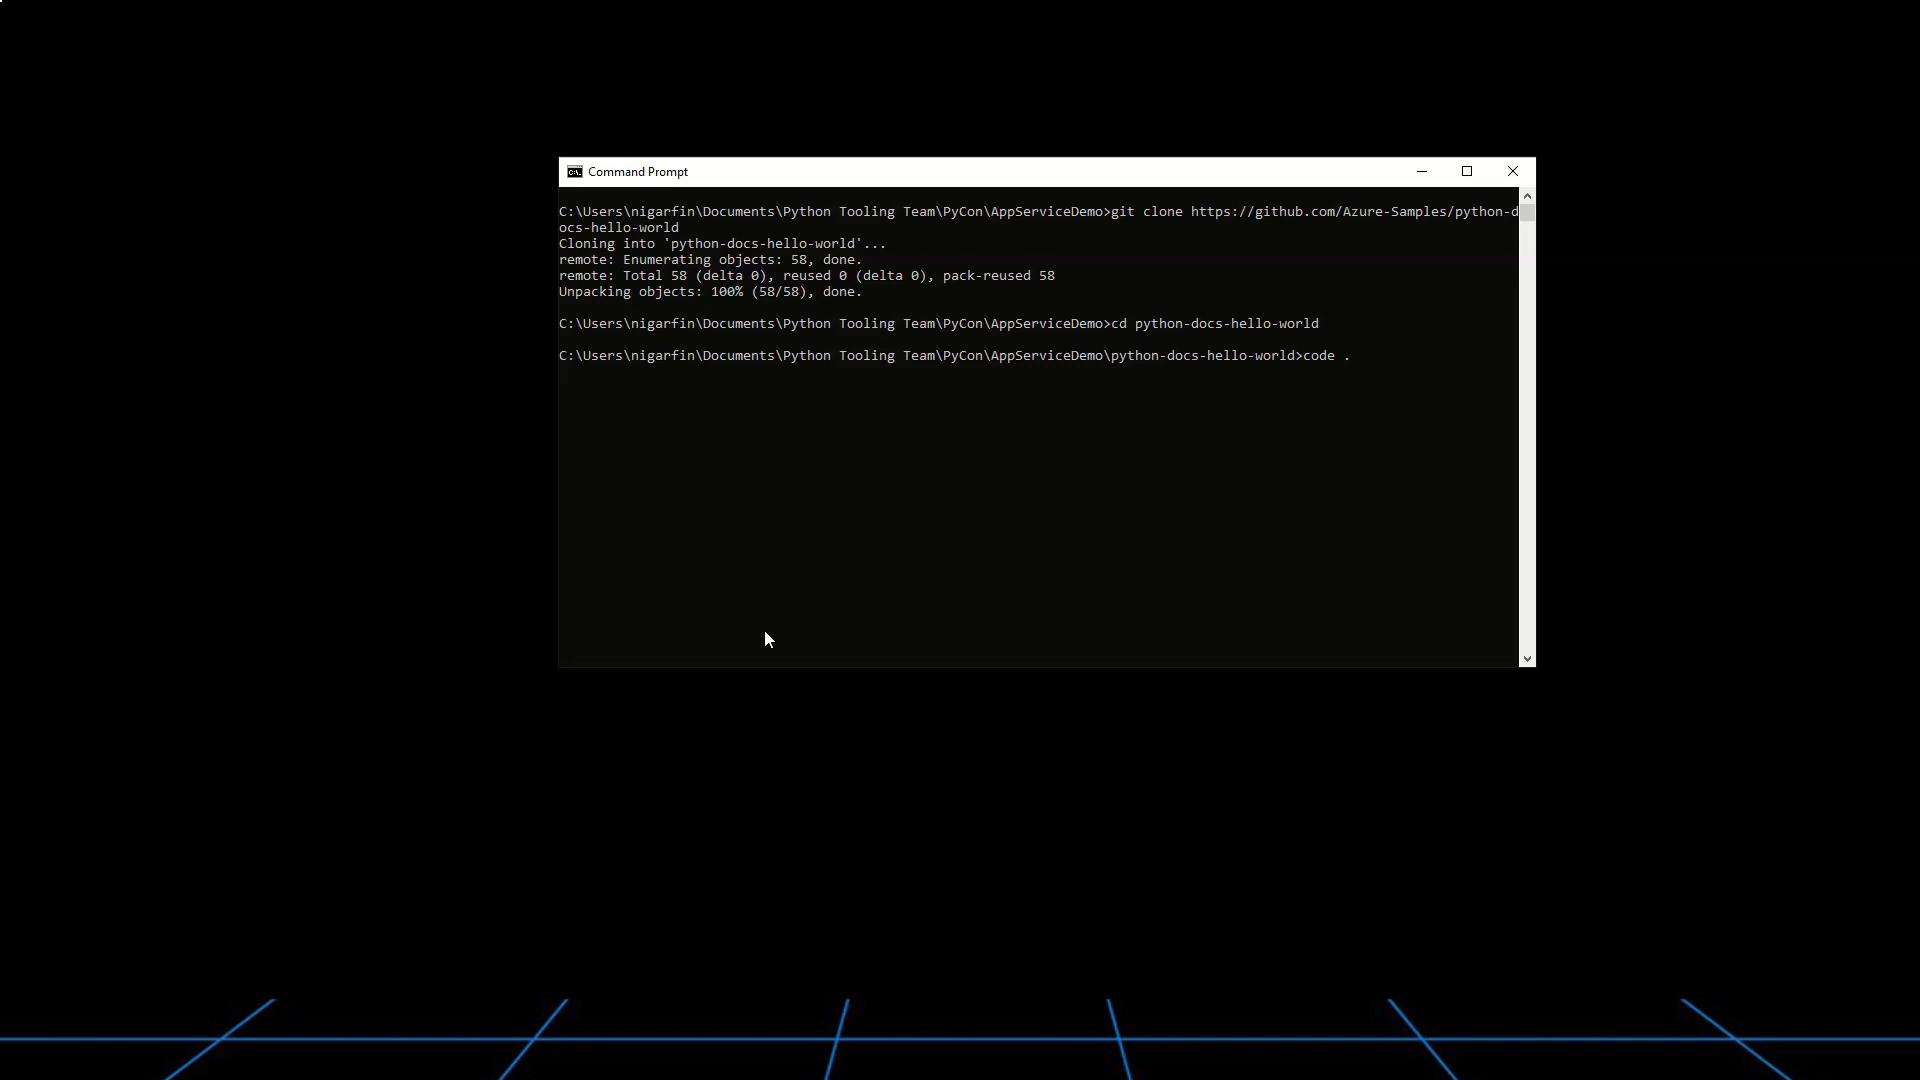 Command Prompt
C:\Users\nigarfin\Documents\Python Tooling Team\PyCon\AppServiceDemo>git clone https://github.com/Azure-Samples/python-d
ocs-hello-world
Cloning into 'python-docs-hello-world'...
remote: Enumerating objects: 58, done.
remote: Total 58 (delta 0), reused 0 (delta 0), pack-reused 58
Unpacking objects: 100% (58/58), done.
C:\Users\nigarfin\Documents\Python Tooling Team\PyCon\AppServiceDemo>cd python-docs-hello-world
C:\Users\nigarfin\Documents\Python Tooling Team\PyCon\AppServiceDemo\python-docs-hello-world>code .